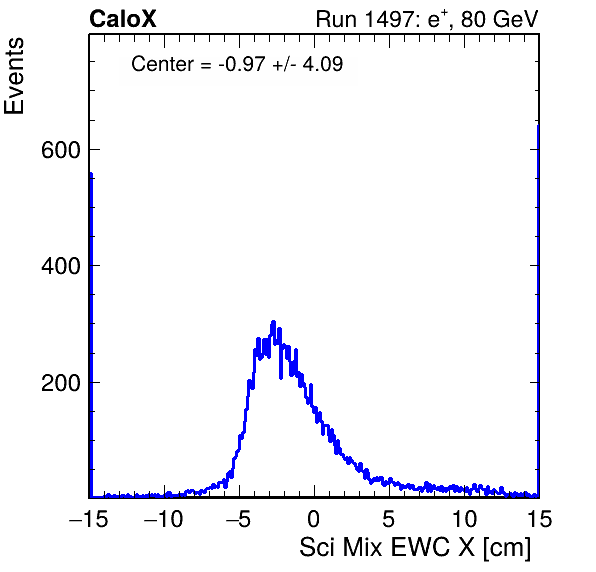 CaloX Run 1497: e⁺, 80 GeV
Center = -0.97 +/- 4.09
Events
600
400
200
−15 −10 −5 0 5 10 15
Sci Mix EWC X [cm]